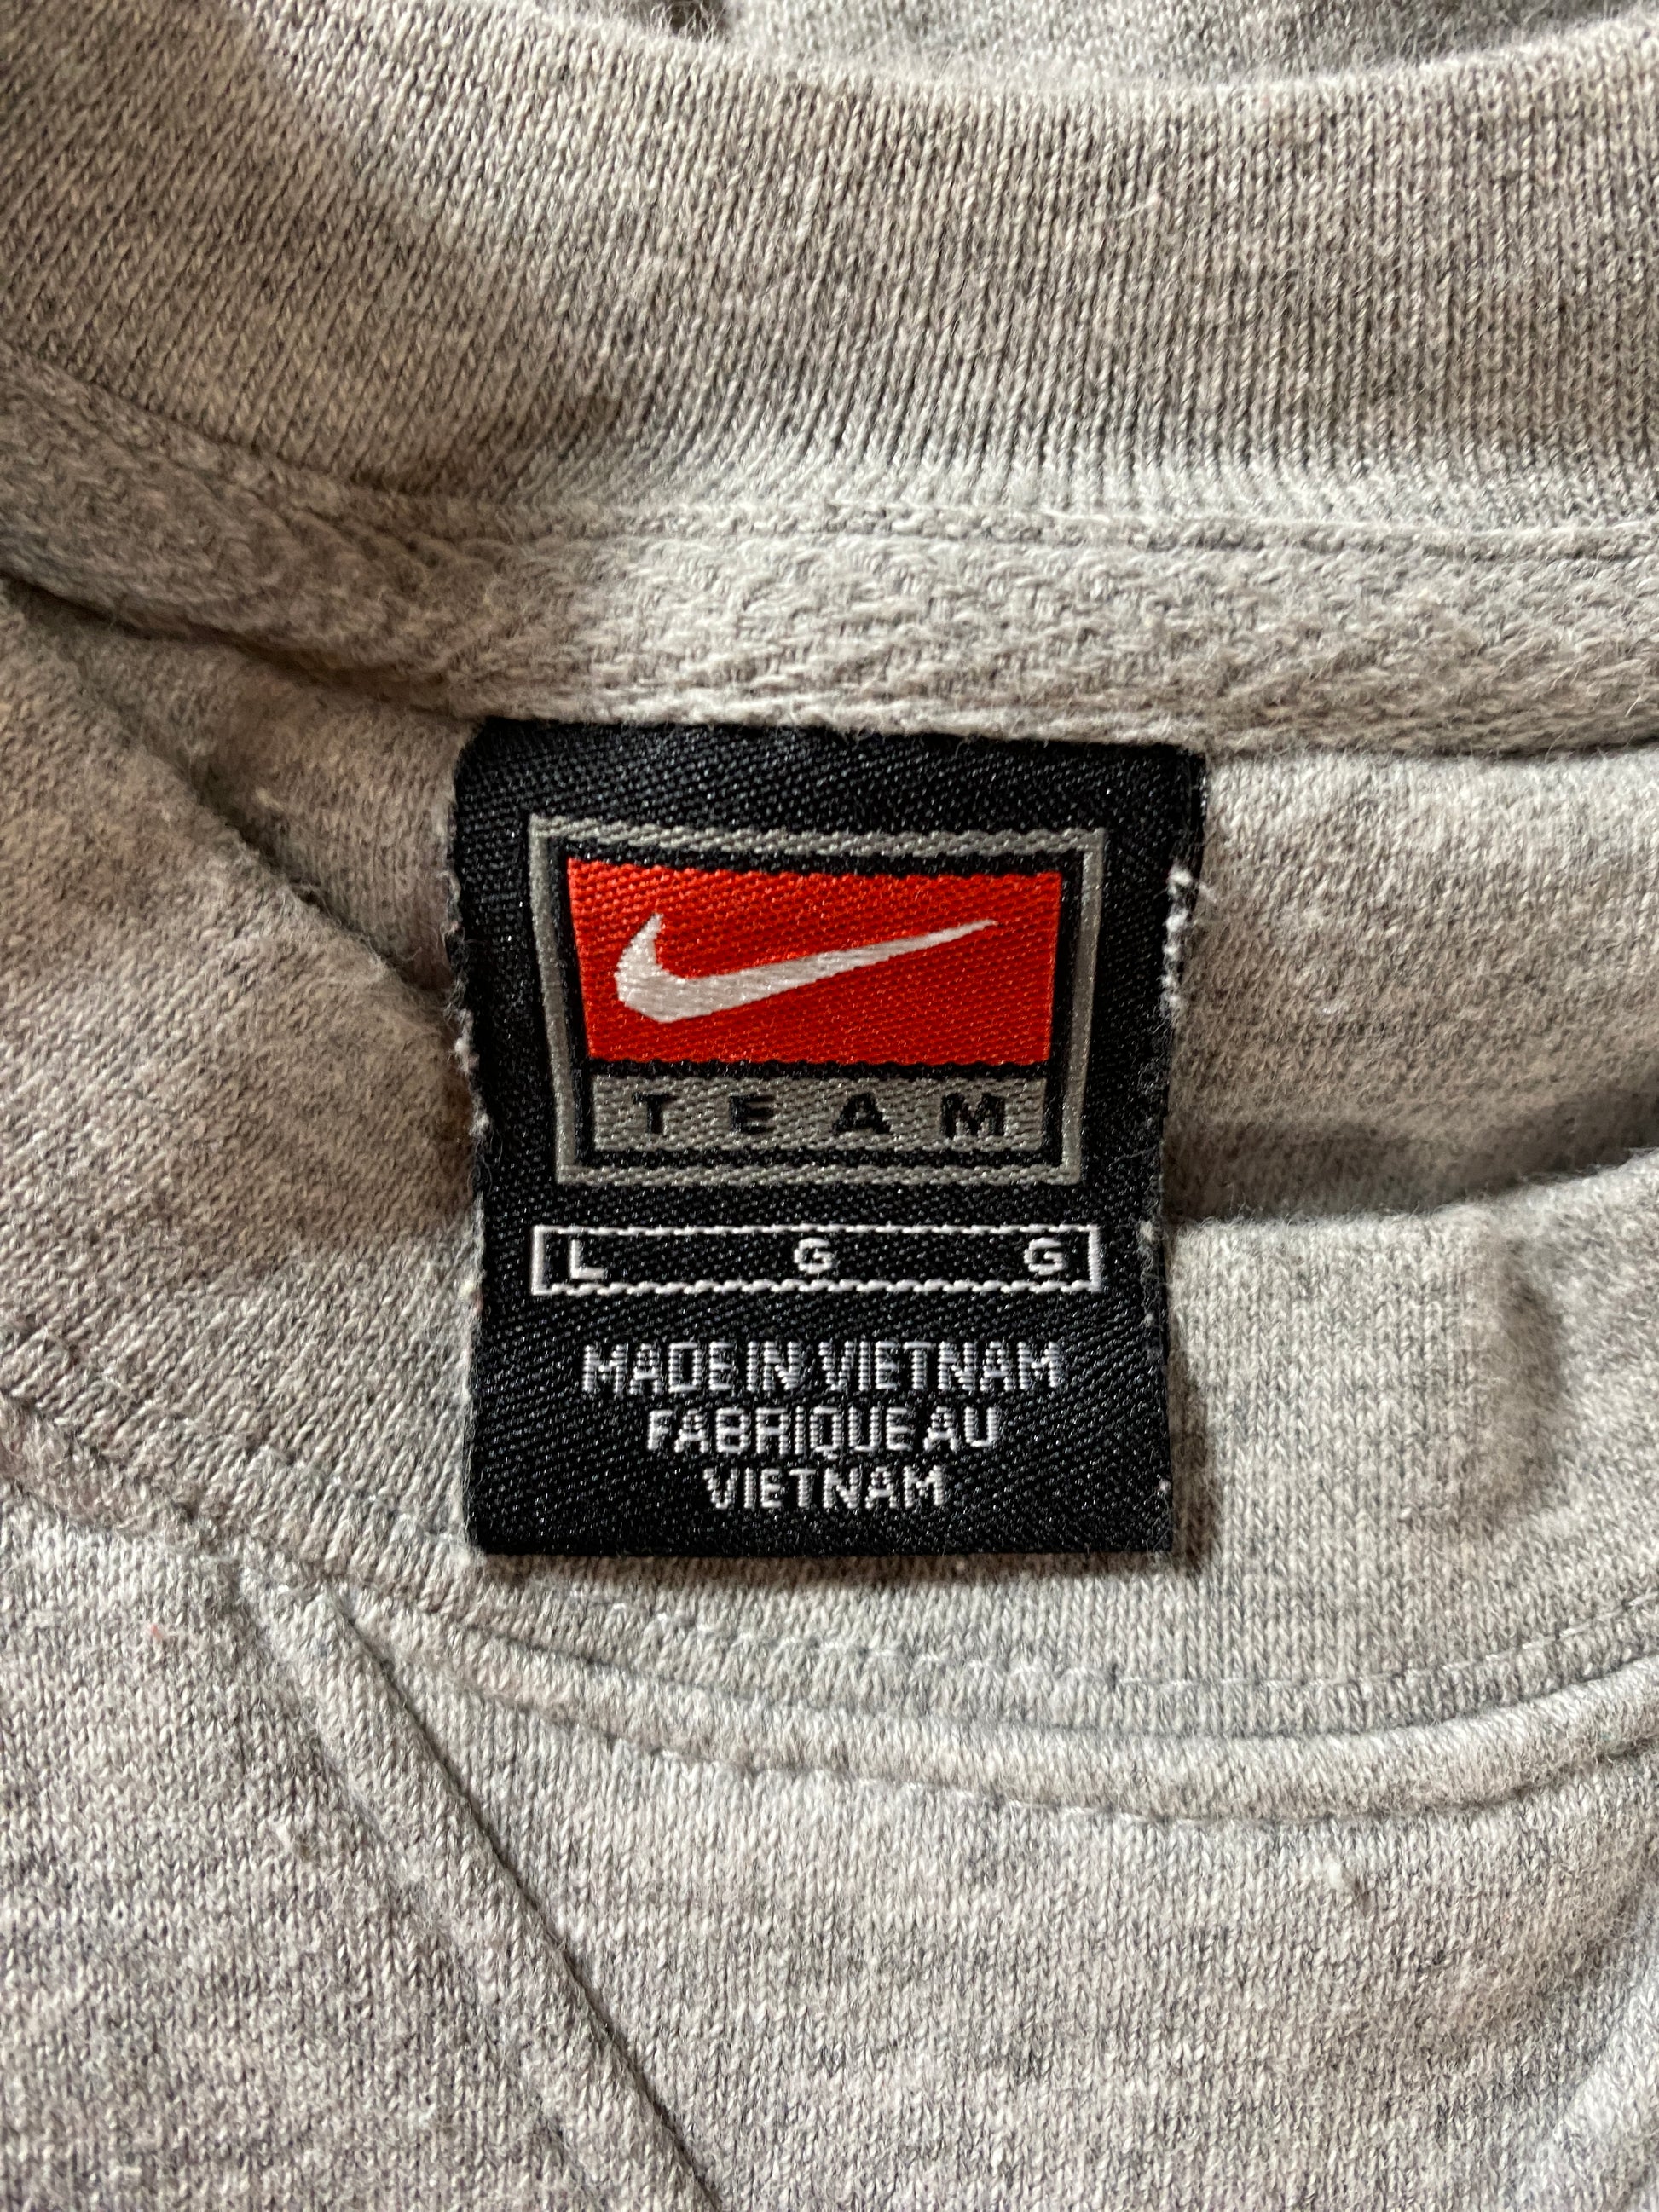 TEAM
L G G
MADE IN VIETNAM
FABRIQUE AU
VIETNAM